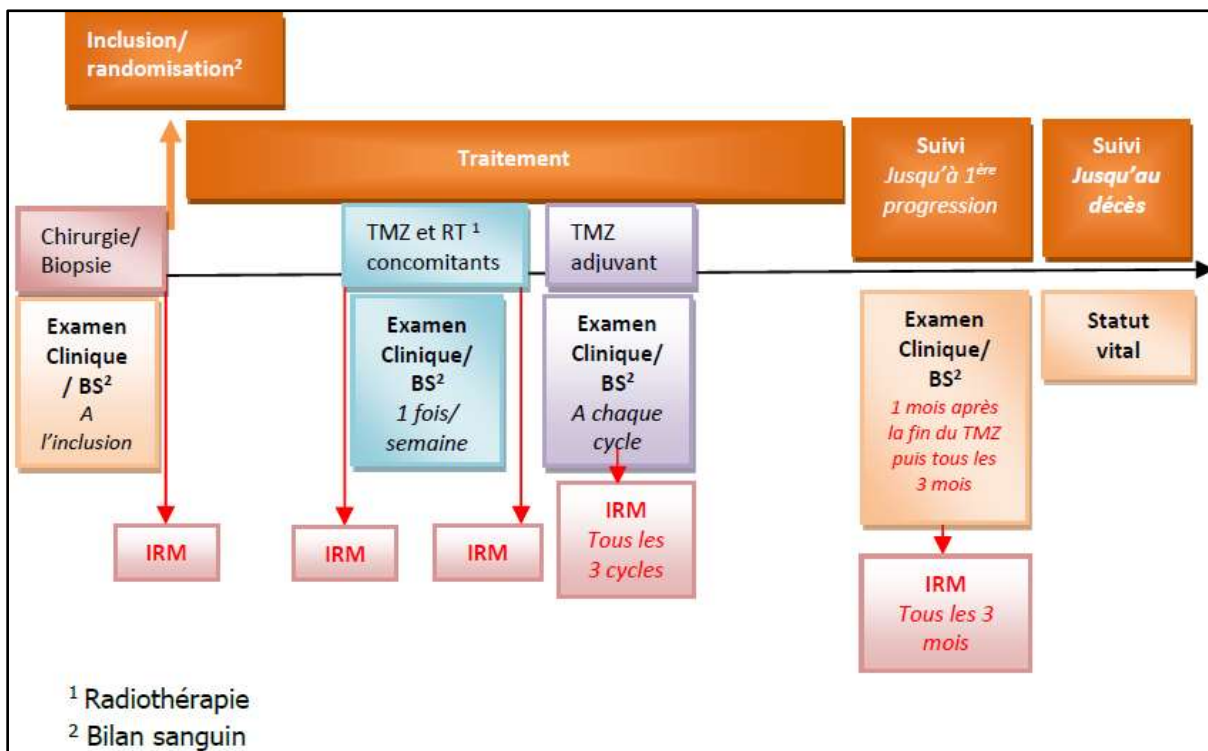 Inclusion/
randomisation²
Traitement
Suivi
Jusqu'à 1ère
progression
Suivi
Jusqu'au
décès
Chirurgie/
Biopsie
TMZ et RT ¹
concomitants
TMZ
adjuvant
Examen
Clinique
/ BS²
A
l'inclusion
Examen
Clinique/
BS²
1 fois/
semaine
Examen
Clinique/
BS²
A chaque
cycle
Examen
Clinique/
BS²
1 mois après
la fin du TMZ
puis tous les
3 mois
Statut
vital
IRM
IRM
IRM
IRM
Tous les
3 cycles
IRM
Tous les 3
mois
¹ Radiothérapie
² Bilan sanguin